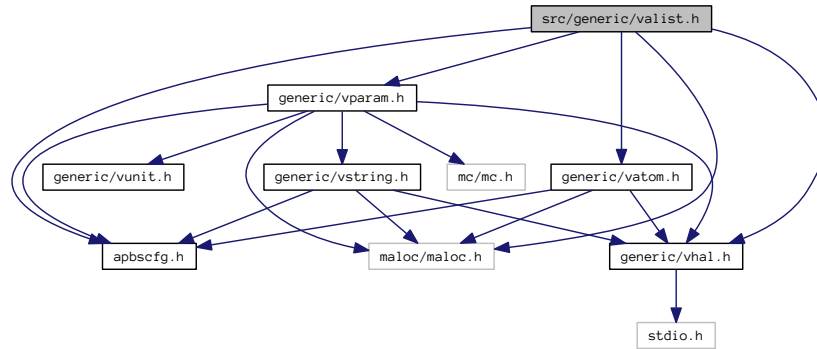 src/generic/valist.h
generic/vparam.h
generic/vunit.h
generic/vstring.h
mc/mc.h
generic/vatom.h
apbscfg.h
maloc/maloc.h
generic/vhal.h
stdio.h